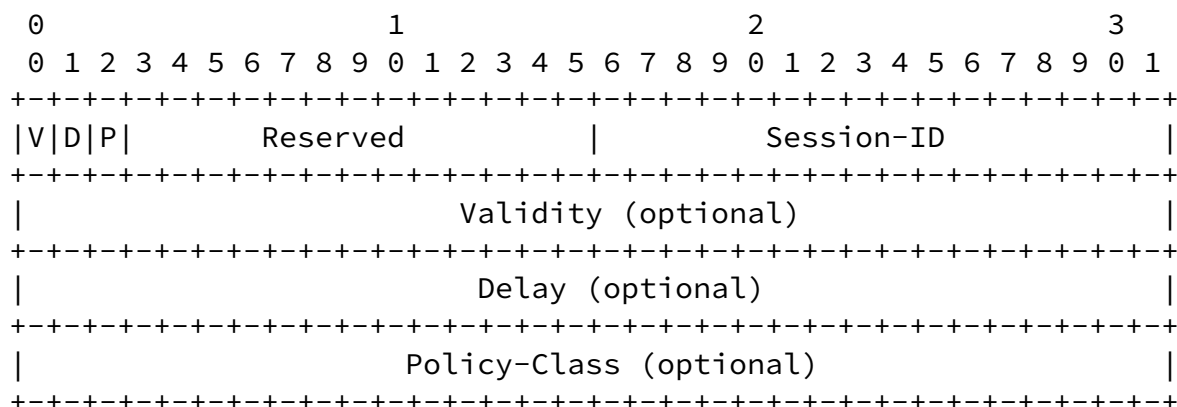 0                   1                   2                   3
 0 1 2 3 4 5 6 7 8 9 0 1 2 3 4 5 6 7 8 9 0 1 2 3 4 5 6 7 8 9 0 1
+-+-+-+-+-+-+-+-+-+-+-+-+-+-+-+-+-+-+-+-+-+-+-+-+-+-+-+-+-+-+-+-+
|V|D|P|       Reserved          |         Session-ID            |
+-+-+-+-+-+-+-+-+-+-+-+-+-+-+-+-+-+-+-+-+-+-+-+-+-+-+-+-+-+-+-+-+
|                        Validity (optional)                    |
+-+-+-+-+-+-+-+-+-+-+-+-+-+-+-+-+-+-+-+-+-+-+-+-+-+-+-+-+-+-+-+-+
|                         Delay (optional)                      |
+-+-+-+-+-+-+-+-+-+-+-+-+-+-+-+-+-+-+-+-+-+-+-+-+-+-+-+-+-+-+-+-+
|                     Policy-Class (optional)                   |
+-+-+-+-+-+-+-+-+-+-+-+-+-+-+-+-+-+-+-+-+-+-+-+-+-+-+-+-+-+-+-+-+